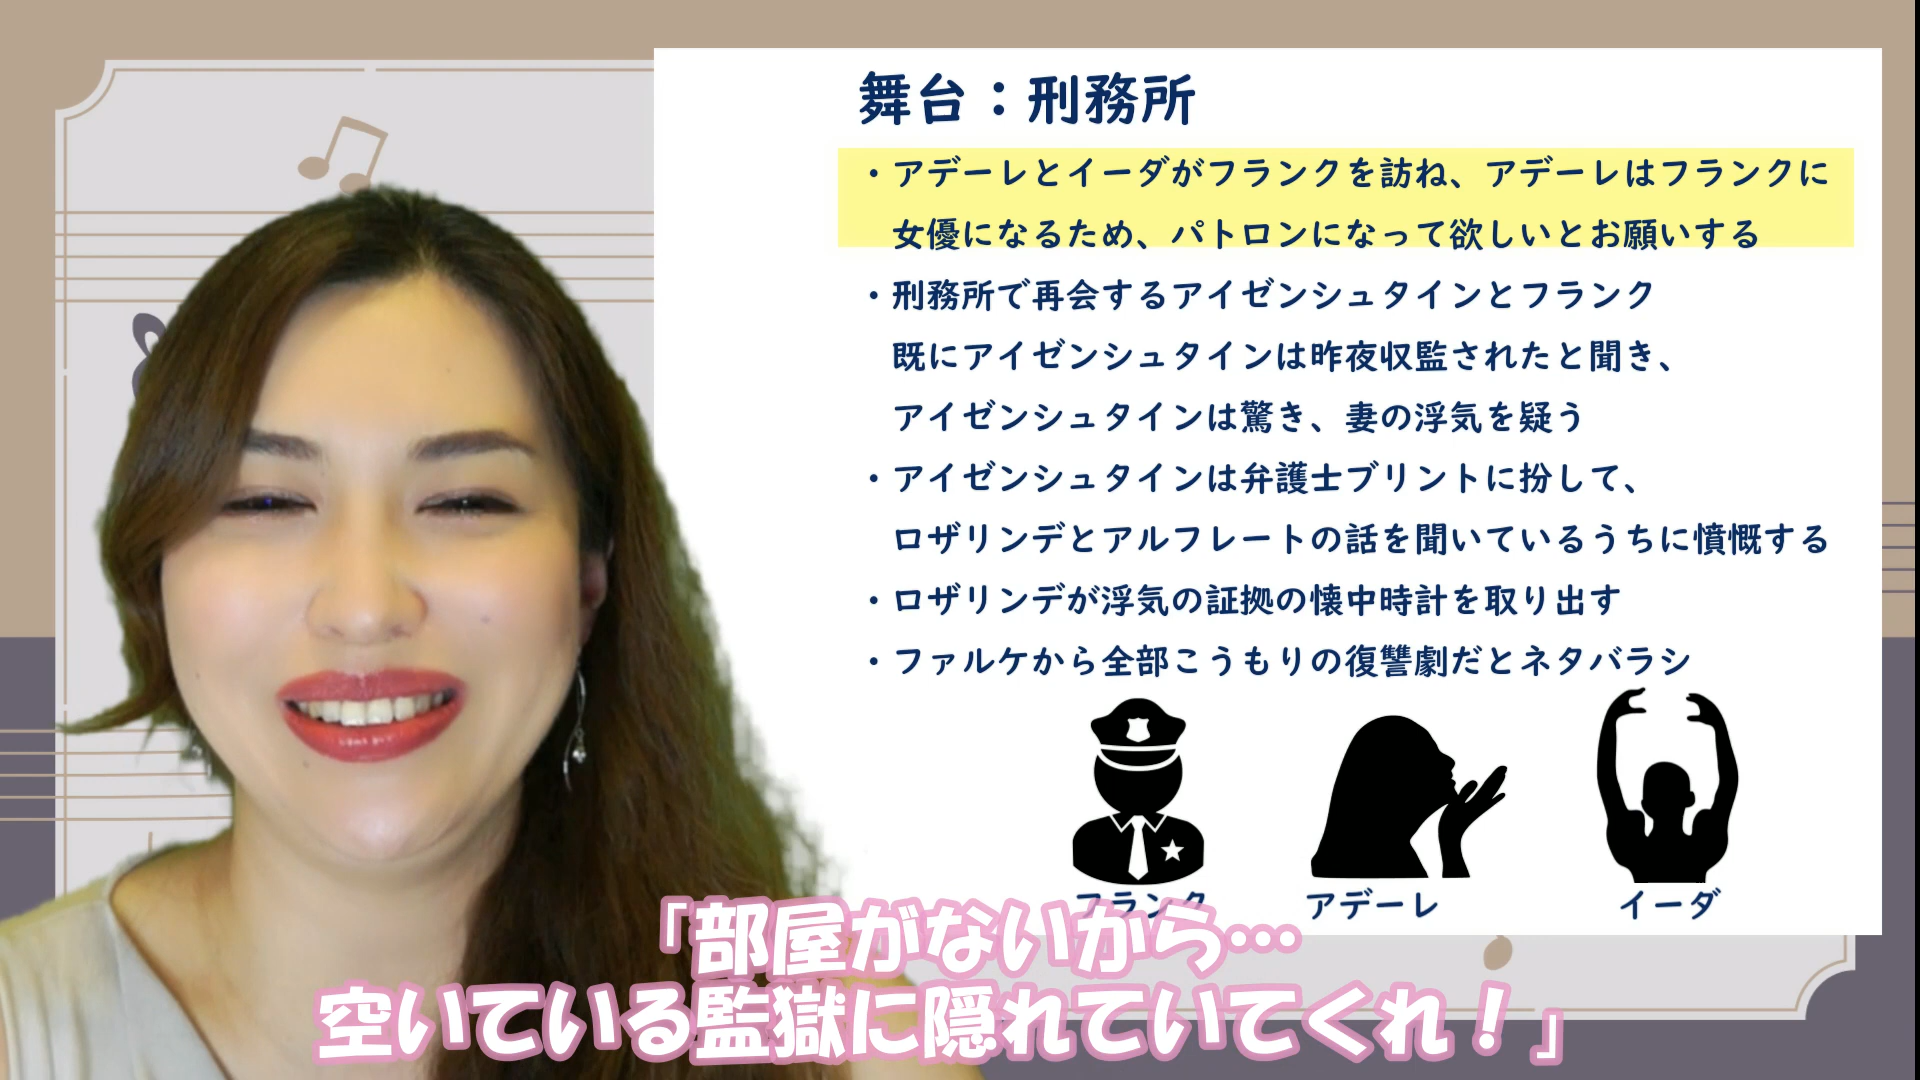 舞台：刑務所
・アデーレとイーダがフランクを訪ね、アデーレはフランクに
女優になるため、パトロンになって欲しいとお願いする
・刑務所で再会するアイゼンシュタインとフランク
既にアイゼンシュタインは昨夜収監されたと聞き、
アイゼンシュタインは驚き、妻の浮気を疑う
・アイゼンシュタインは弁護士ブリントに扮して、
ロザリンデとアルフレートの話を聞いているうちに憤慨する
・ロザリンデが浮気の証拠の懐中時計を取り出す
・ファルケから全部こうもりの復讐劇だとネタバラシ
フランク
アデーレ
イーダ
「部屋がないから…
空いている監獄に隠れていてくれ！」